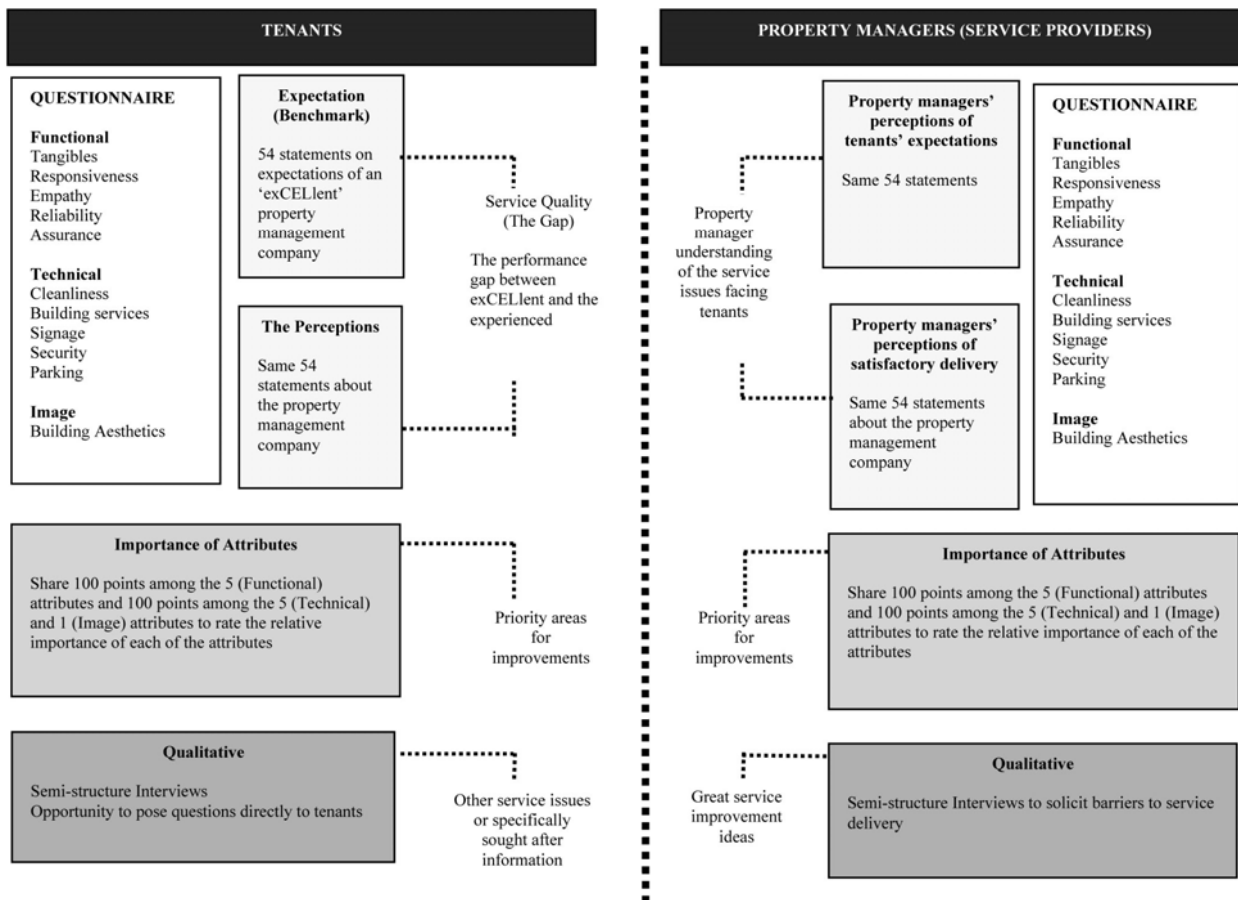 TENANTS
QUESTIONNAIRE
Functional
Tangibles
Responsiveness
Empathy
Reliability
Assurance
Technical
Cleanliness
Building services
Signage
Security
Parking
Image
Building Aesthetics
Expectation
(Benchmark)
54 statements on
expectations of an
‘exCELlent’
property
management
company
The Perceptions
Same 54
statements about
the property
management
company
Service Quality
(The Gap)
The performance
gap between
exCELlent and the
experienced
Importance of Attributes
Share 100 points among the 5 (Functional)
attributes and 100 points among the 5 (Technical)
and 1 (Image) attributes to rate the relative
importance of each of the attributes
Priority areas
for
improvements
Qualitative
Semi-structure Interviews
Opportunity to pose questions directly to tenants
Other service issues
or specifically
sought after
information
PROPERTY MANAGERS (SERVICE PROVIDERS)
Property
manager
understanding
of the service
issues facing
tenants
Property managers’
perceptions of
tenants’ expectations
Same 54 statements
Property managers’
perceptions of
satisfactory delivery
Same 54 statements
about the property
management
company
QUESTIONNAIRE
Functional
Tangibles
Responsiveness
Empathy
Reliability
Assurance
Technical
Cleanliness
Building services
Signage
Security
Parking
Image
Building Aesthetics
Priority areas
for
improvements
Importance of Attributes
Share 100 points among the 5 (Functional) attributes
and 100 points among the 5 (Technical) and 1 (Image)
attributes to rate the relative importance of each of the
attributes
Great service
improvement
ideas
Qualitative
Semi-structure Interviews to solicit barriers to service
delivery